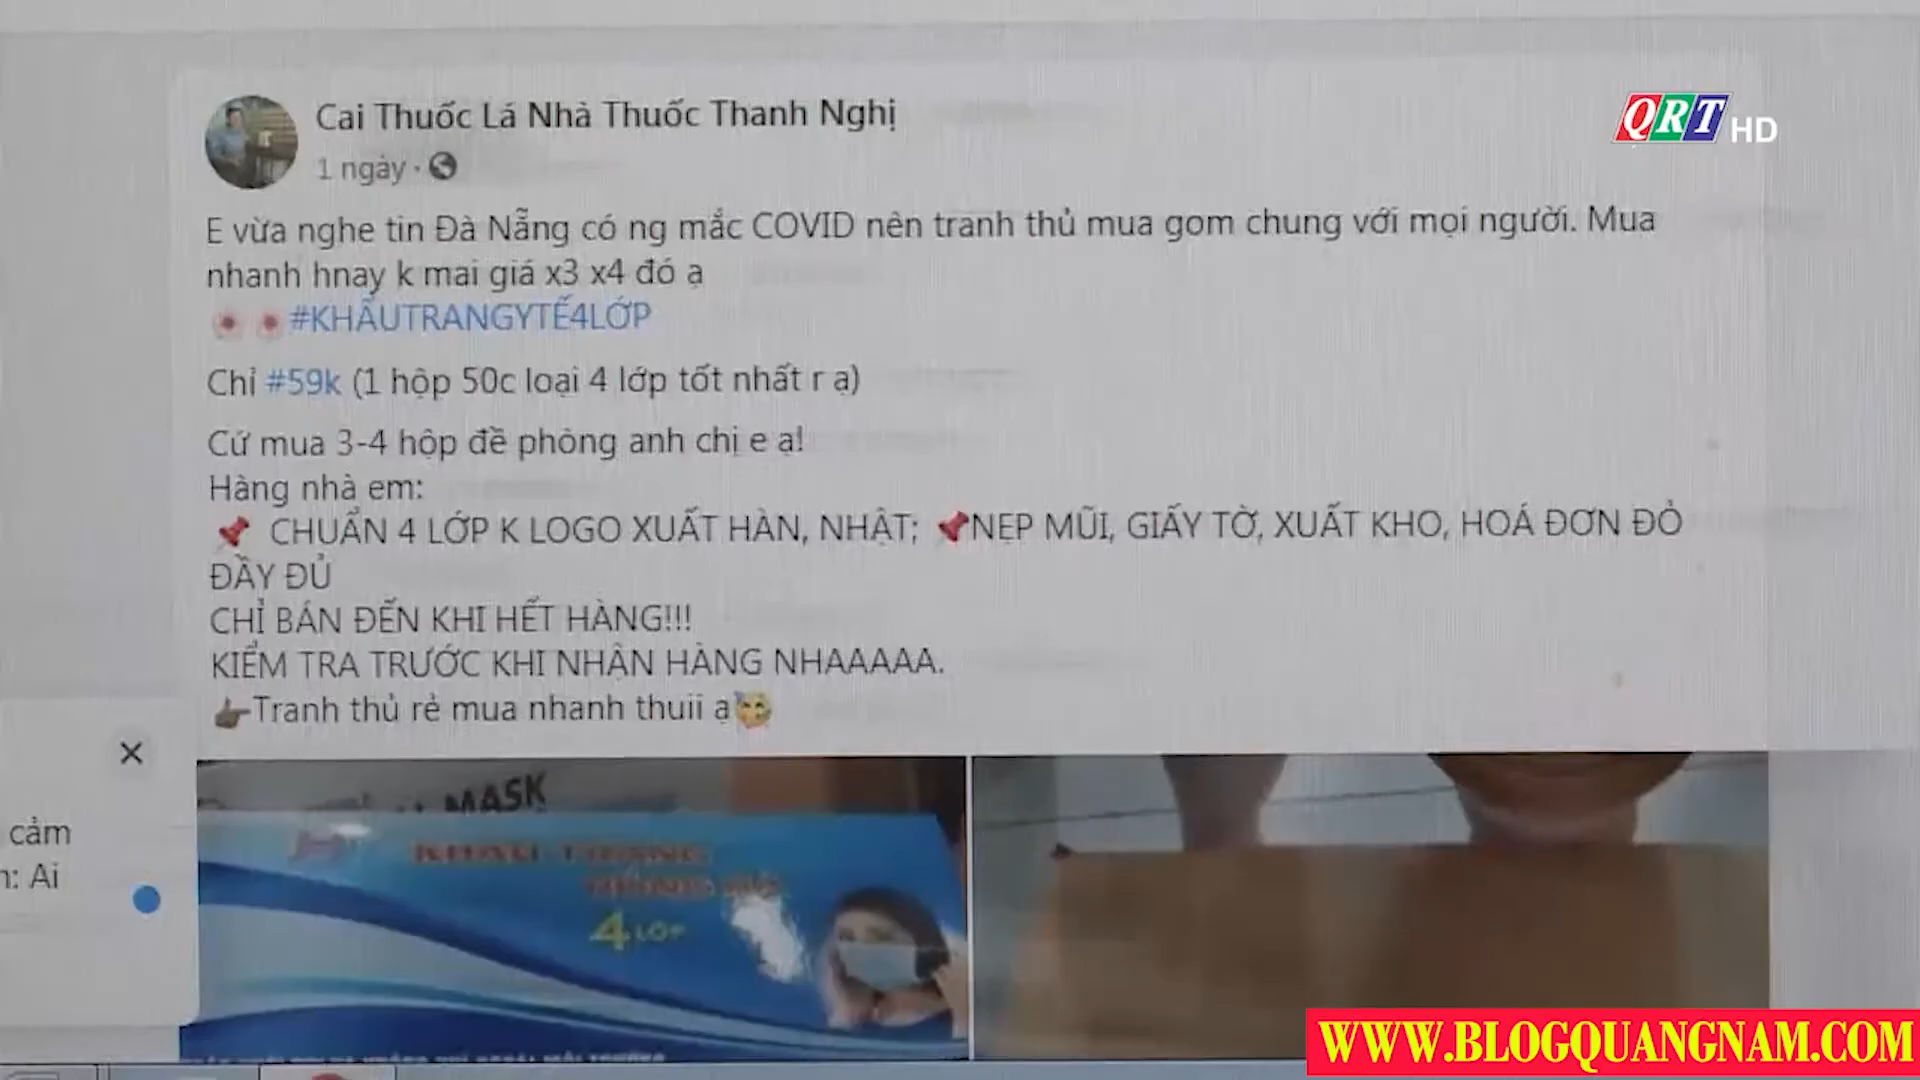 Cai Thuốc Lá Nhà Thuốc Thanh Nghị
QRT HD
1 ngày ·
E vừa nghe tin Đà Nẵng có ng mắc COVID nên tranh thủ mua gom chung với mọi người. Mua
nhanh hnay k mai giá x3 x4 đó ạ
#KHẨUTRANGYTẾ4LỚP
Chỉ #59k (1 hộp 50c loại 4 lớp tốt nhất r ạ)
Cứ mua 3-4 hộp đề phòng anh chị e ạ!
Hàng nhà em:
CHUẨN 4 LỚP K LOGO XUẤT HÀN, NHẬT; NẸP MŨI, GIẤY TỜ, XUẤT KHO, HOÁ ĐƠN ĐỎ
ĐẦY ĐỦ
CHỈ BÁN ĐẾN KHI HẾT HÀNG!!!
KIỂM TRA TRƯỚC KHI NHẬN HÀNG NHAAAAA.
Tranh thủ rẻ mua nhanh thuii ạ
cảm
: Ai
MASK
4 LỚP
WWW.BLOGQUANGNAM.COM